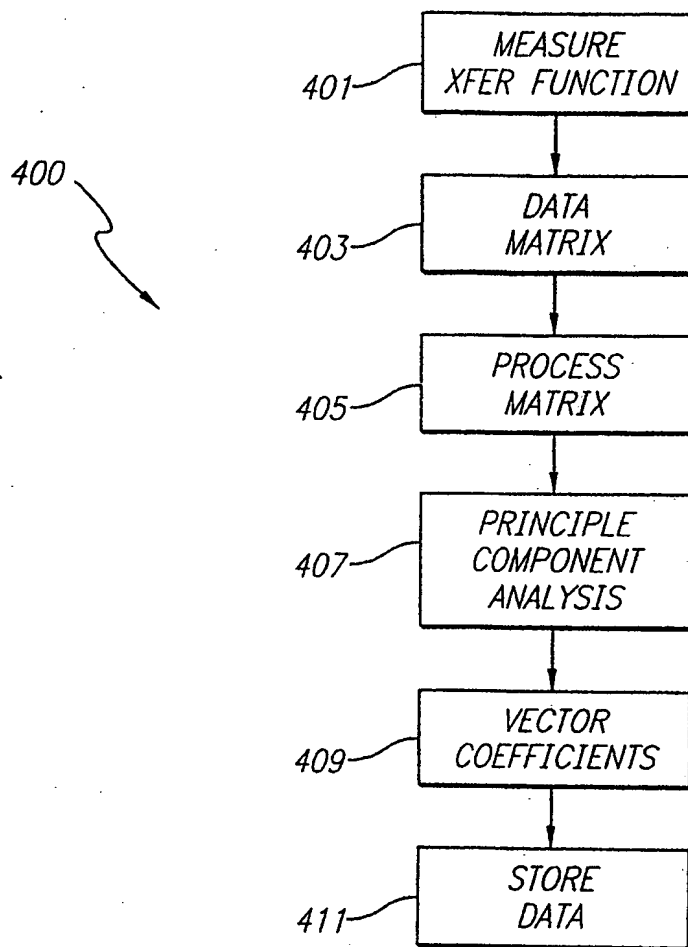 MEASURE
XFER FUNCTION
401
400
DATA
MATRIX
403
PROCESS
MATRIX
405
PRINCIPLE
COMPONENT
ANALYSIS
407
VECTOR
COEFFICIENTS
409
STORE
DATA
411